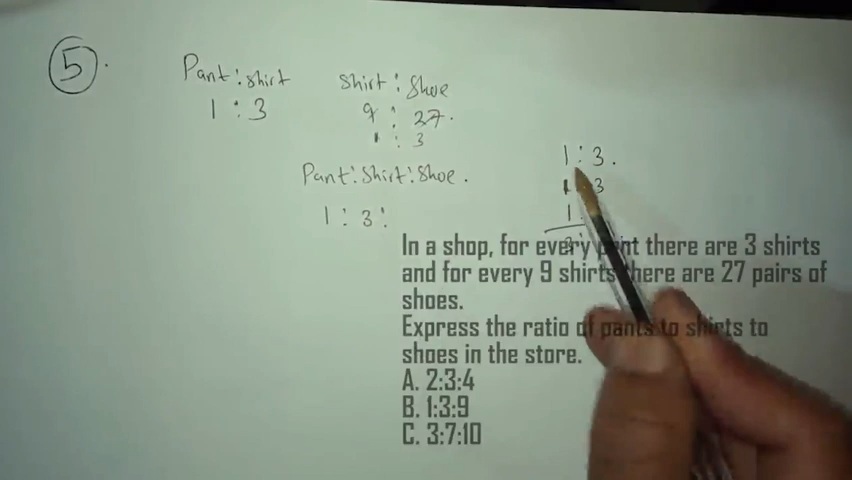 5.
Pant:shirt
1:3
Shirt:Shoe
9:27.
1:3
Pant:Shirt:Shoe.
1:3:
1:3.
1:3
1:
3:
In a shop, for every pant there are 3 shirts
and for every 9 shirts there are 27 pairs of
shoes.
Express the ratio of pants to shirts to
shoes in the store.
A. 2:3:4
B. 1:3:9
C. 3:7:10